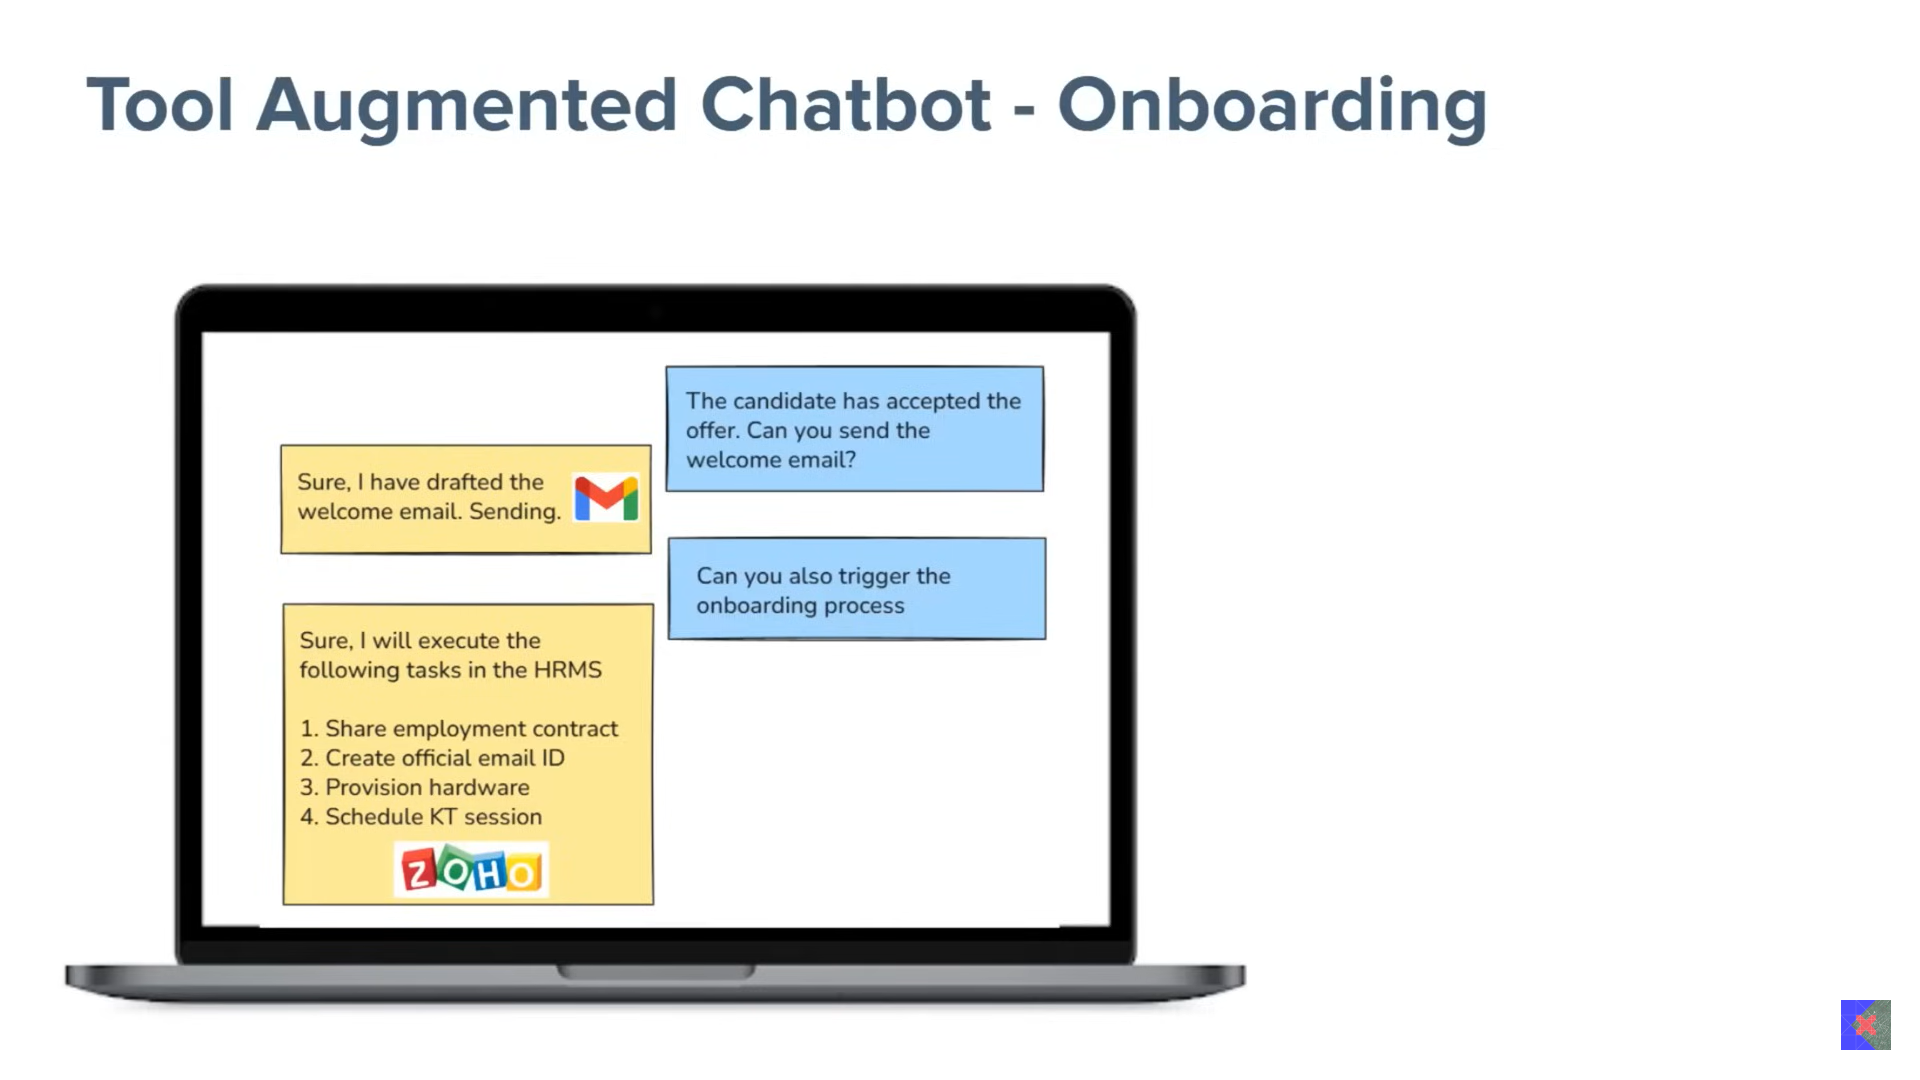 Tool Augmented Chatbot - Onboarding
The candidate has accepted the
offer. Can you send the
welcome email?
Sure, I have drafted the
welcome email. Sending.
Can you also trigger the
onboarding process
Sure, I will execute the
following tasks in the HRMS
1. Share employment contract
2. Create official email ID
3. Provision hardware
4. Schedule KT session
ZOHO